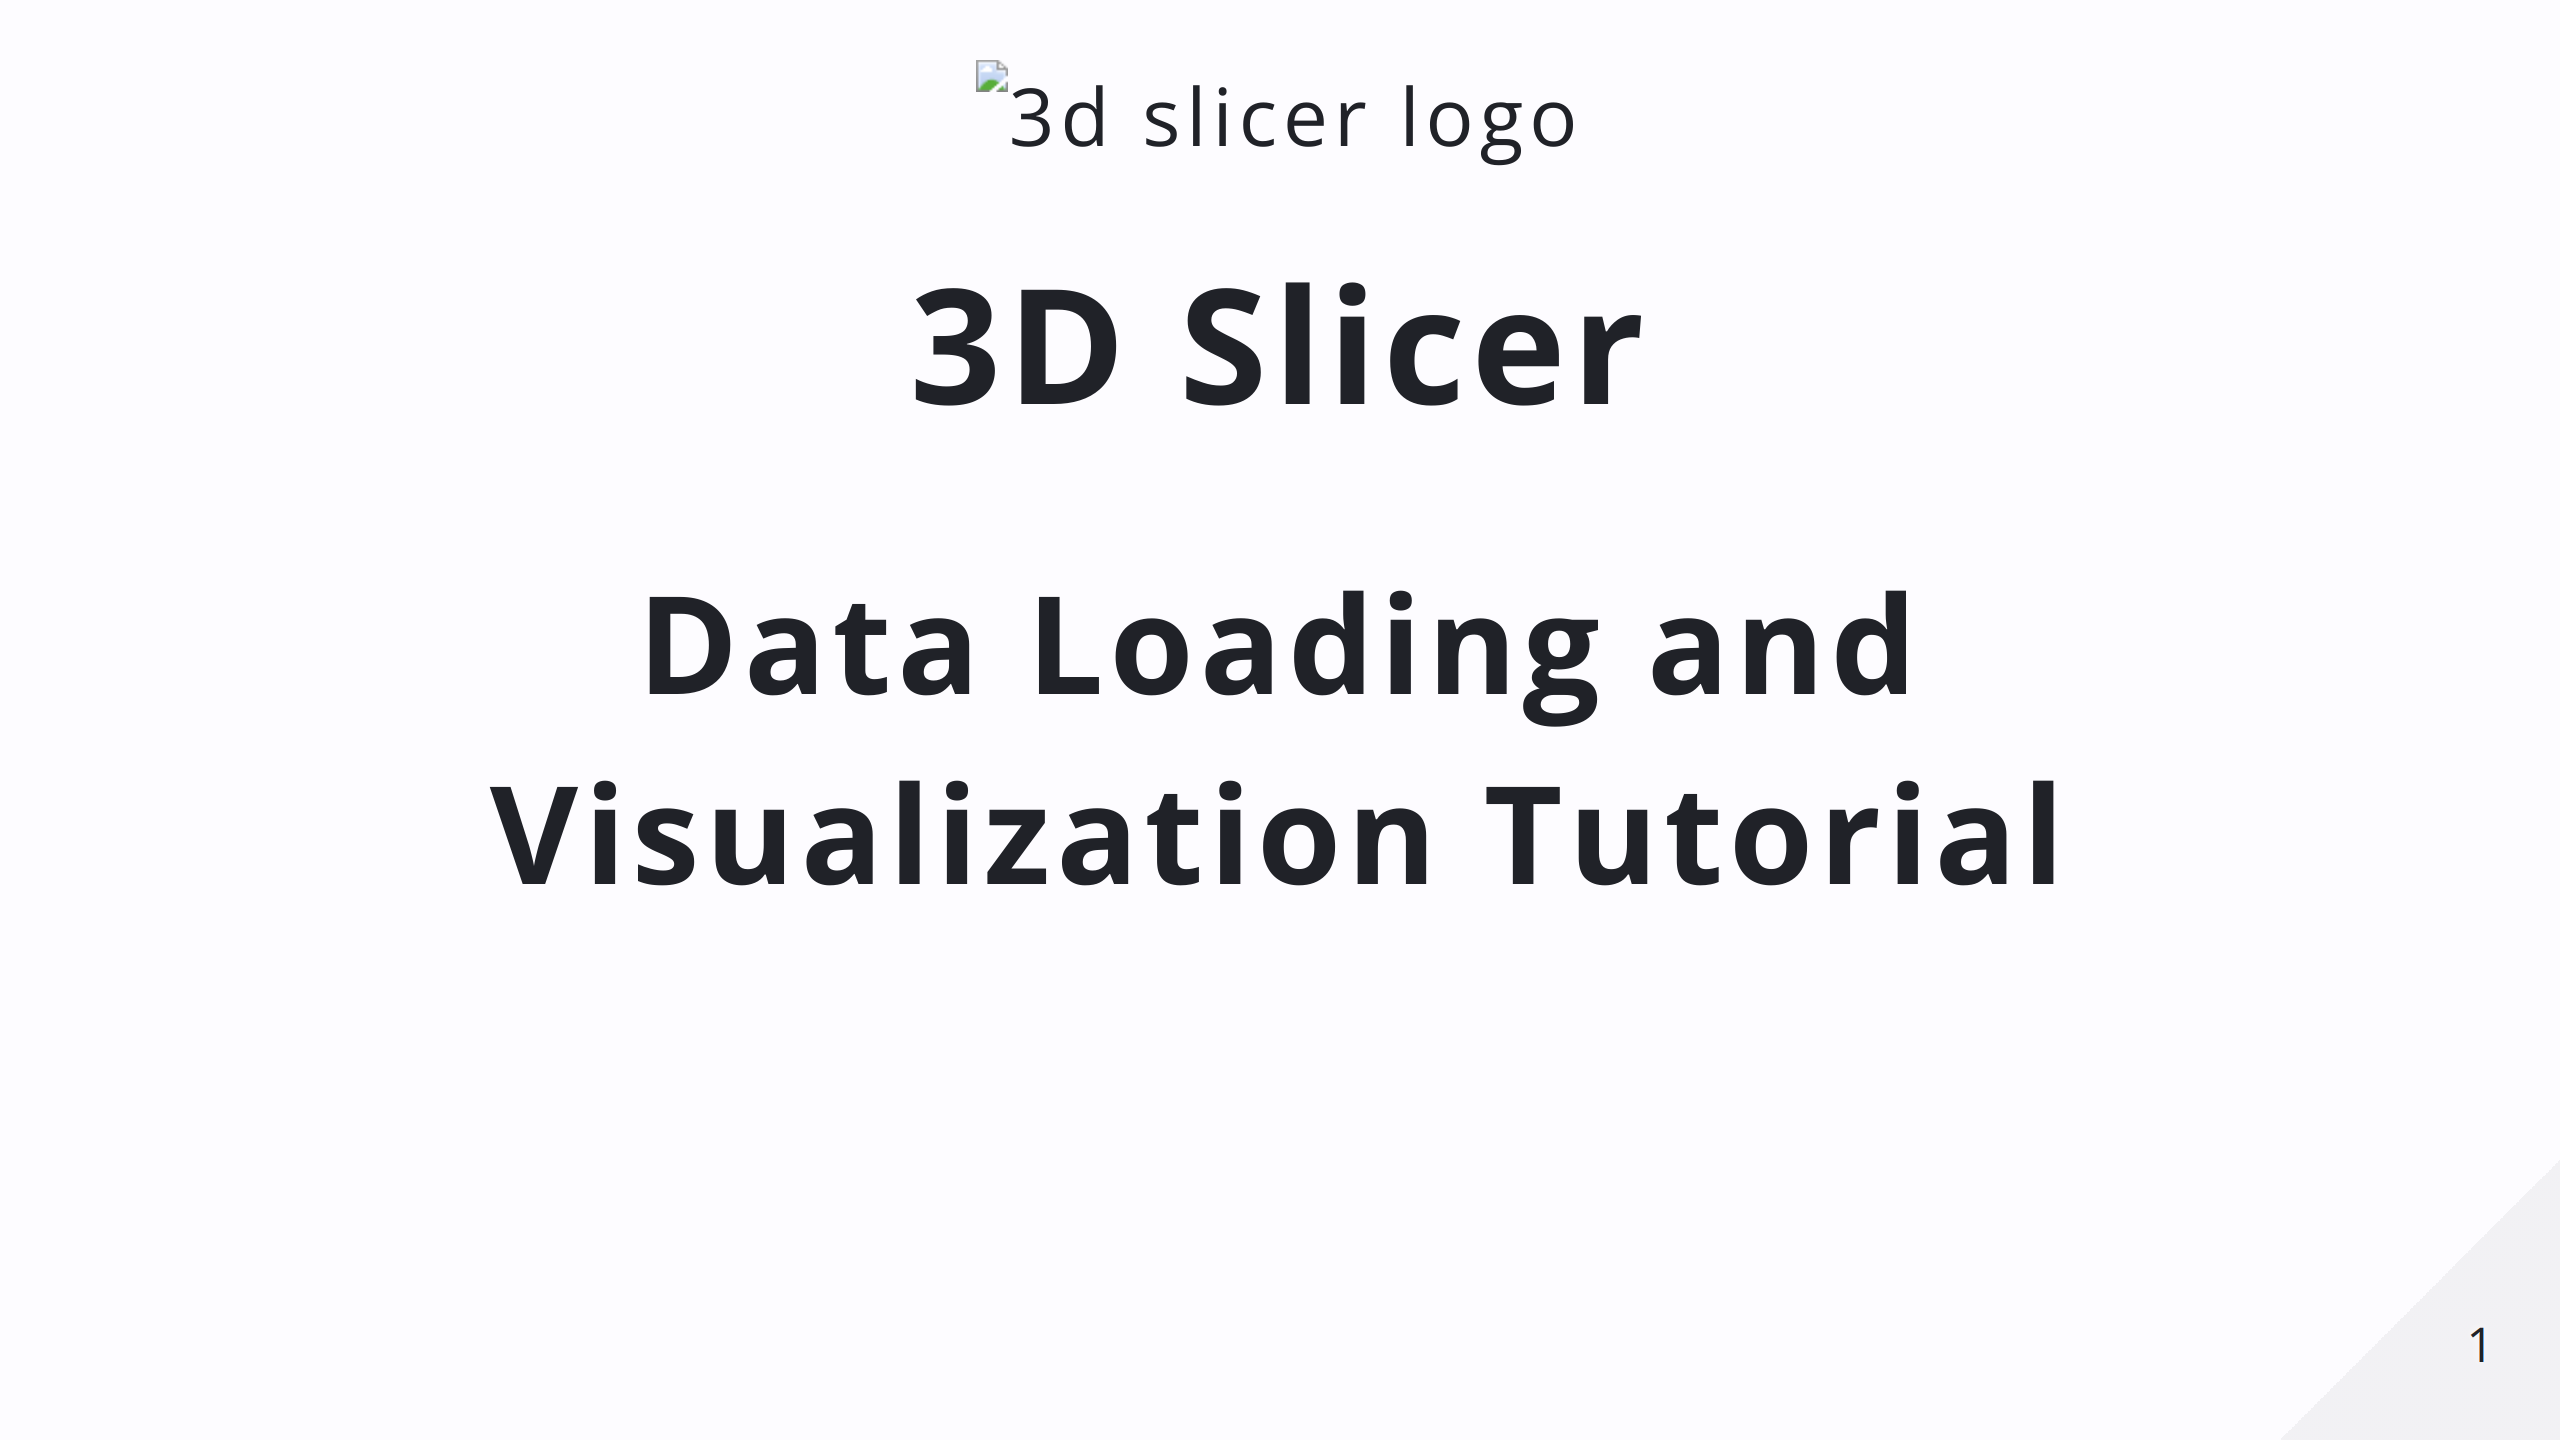 3d slicer logo
3D Slicer
Data Loading and
Visualization Tutorial
1